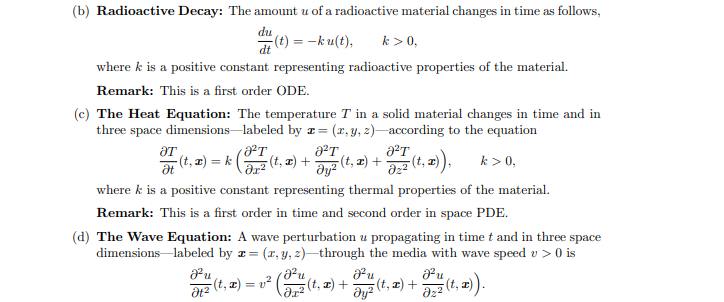 (b) Radioactive Decay: The amount u of a radioactive material changes in time as follows,
du/dt (t) = −k u(t), k > 0,
where k is a positive constant representing radioactive properties of the material.
Remark: This is a first order ODE.
(c) The Heat Equation: The temperature T in a solid material changes in time and in
three space dimensions—labeled by x = (x, y, z)—according to the equation
∂T/∂t (t, x) = k ( ∂²T/∂x² (t, x) + ∂²T/∂y² (t, x) + ∂²T/∂z² (t, x) ), k > 0,
where k is a positive constant representing thermal properties of the material.
Remark: This is a first order in time and second order in space PDE.
(d) The Wave Equation: A wave perturbation u propagating in time t and in three space
dimensions—labeled by x = (x, y, z)—through the media with wave speed v > 0 is
∂²u/∂t² (t, x) = v² ( ∂²u/∂x² (t, x) + ∂²u/∂y² (t, x) + ∂²u/∂z² (t, x) ).